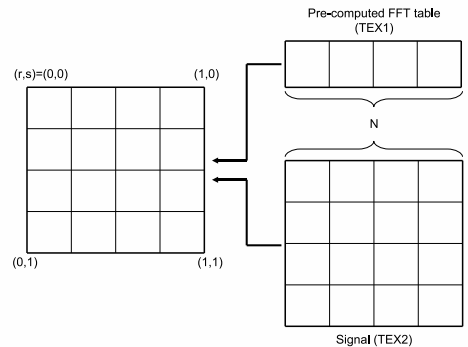 Pre-computed FFT table
(TEX1)
(r,s)=(0,0)
(1,0)
N
(0,1)
(1,1)
Signal (TEX2)